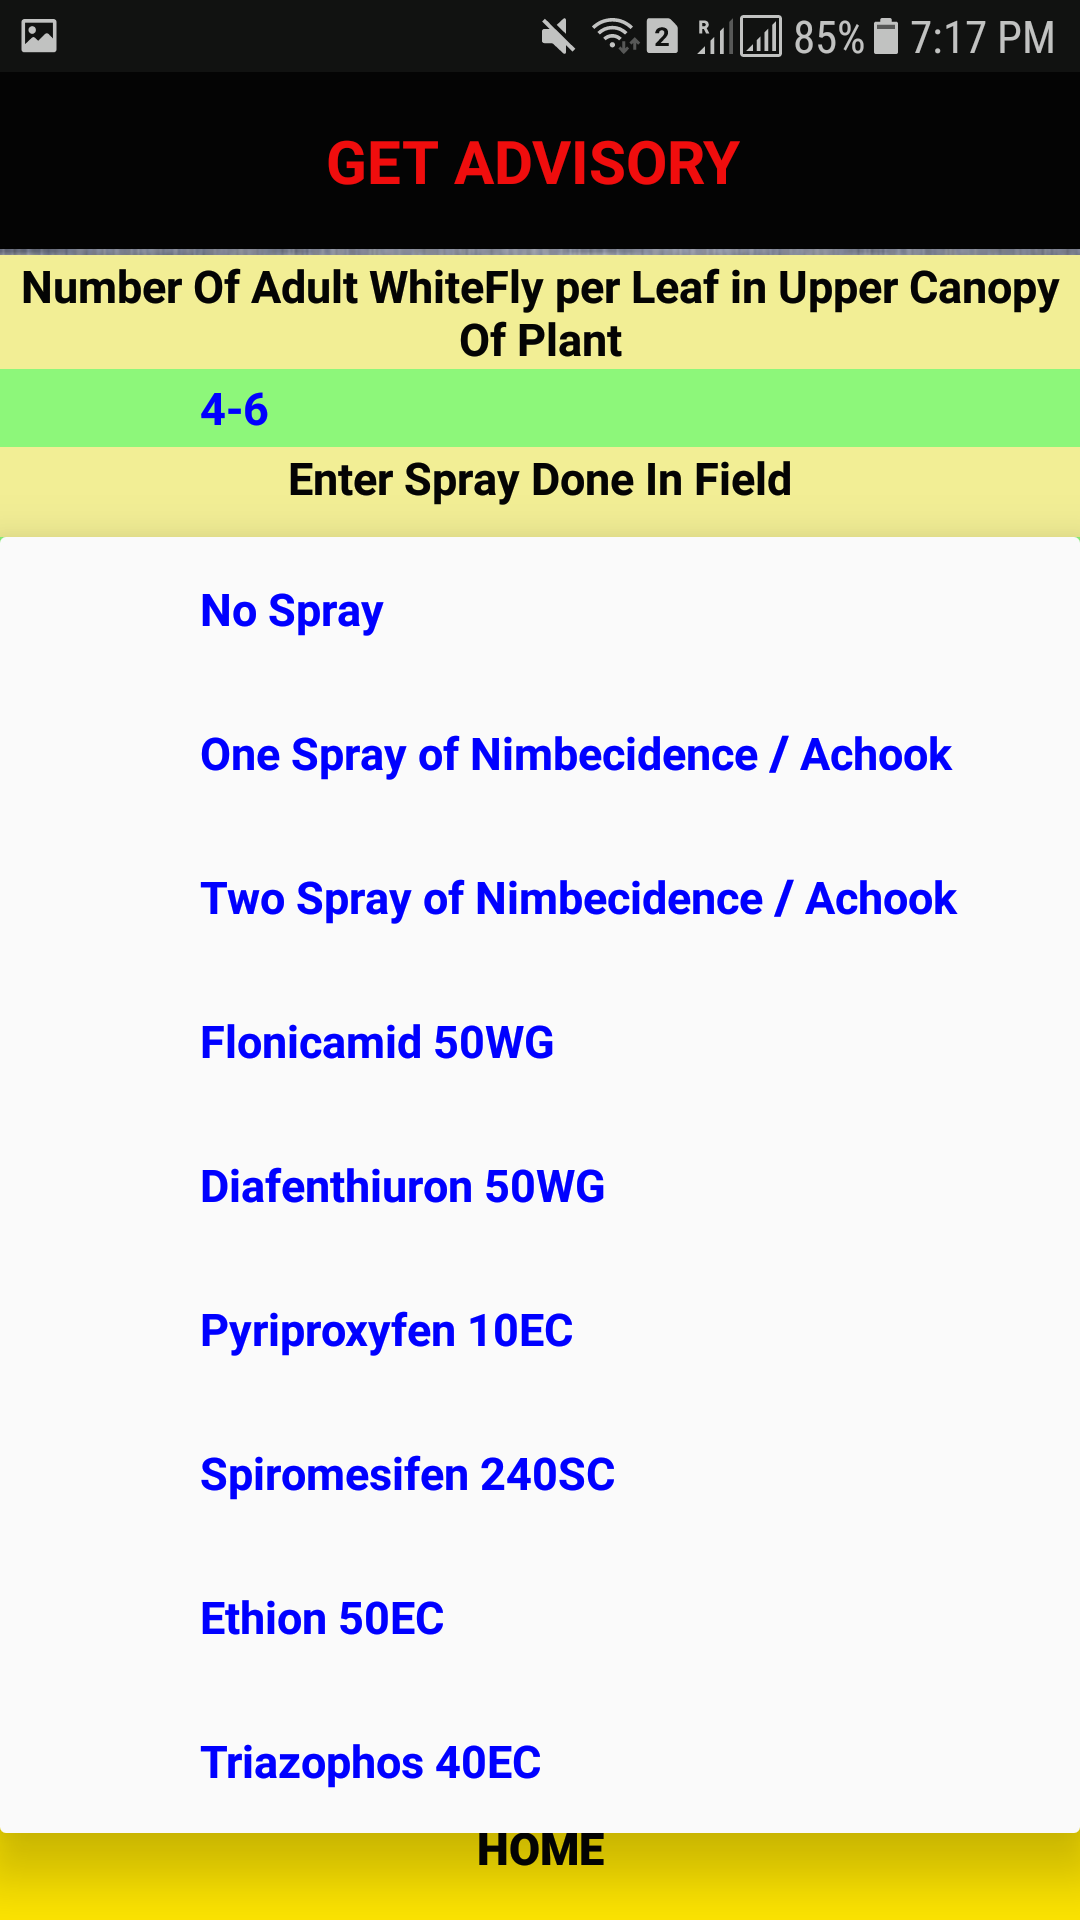 2 R 85% 7:17 PM
GET ADVISORY
Number Of Adult WhiteFly per Leaf in Upper Canopy
Of Plant
4-6
Enter Spray Done In Field
No Spray
One Spray of Nimbecidence / Achook
Two Spray of Nimbecidence / Achook
Flonicamid 50WG
Diafenthiuron 50WG
Pyriproxyfen 10EC
Spiromesifen 240SC
Ethion 50EC
Triazophos 40EC
HOME